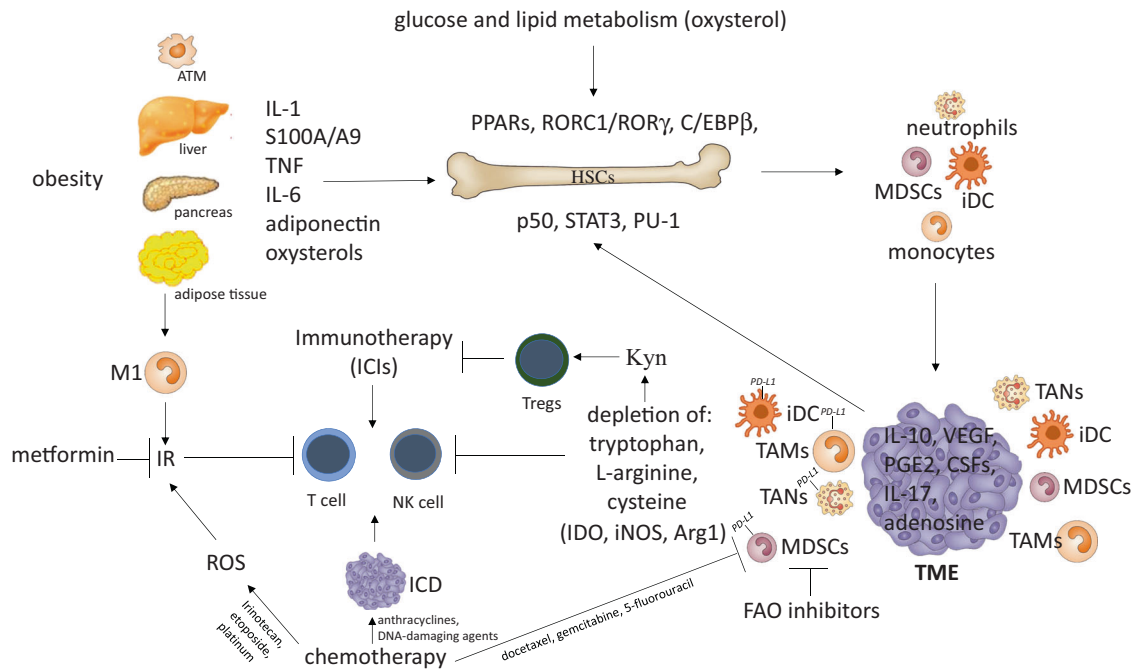 glucose and lipid metabolism (oxysterol)
ATM
liver
pancreas
adipose tissue
obesity
IL-1
S100A/A9
TNF
IL-6
adiponectin
oxysterols
PPARs, RORC1/RORγ, C/EBPβ,
HSCs
p50, STAT3, PU-1
neutrophils
MDSCs
iDC
monocytes
M1
Immunotherapy
(ICIs)
Tregs
Kyn
depletion of:
tryptophan,
L-arginine,
cysteine
(IDO, iNOS, Arg1)
metformin
IR
T cell
NK cell
PD-L1
iDC
PD-L1
TAMs
PD-L1
TANs
PD-L1
MDSCs
IL-10, VEGF,
PGE2, CSFs,
IL-17,
adenosine
TME
TANs
iDC
MDSCs
TAMs
FAO inhibitors
ROS
Irinotecan,
etoposide,
platinum
ICD
anthracyclines,
DNA-damaging agents
chemotherapy
docetaxel, gemcitabine, 5-fluorouracil